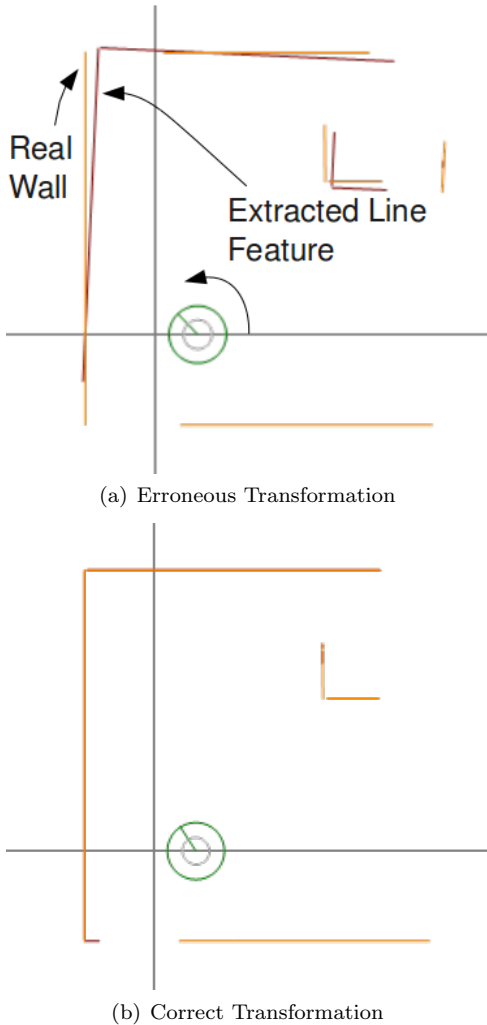 Real
Wall
Extracted Line
Feature
(a) Erroneous Transformation
(b) Correct Transformation